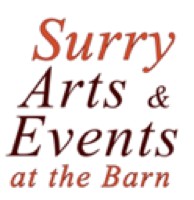 Surry
Arts &
Events
at the Barn